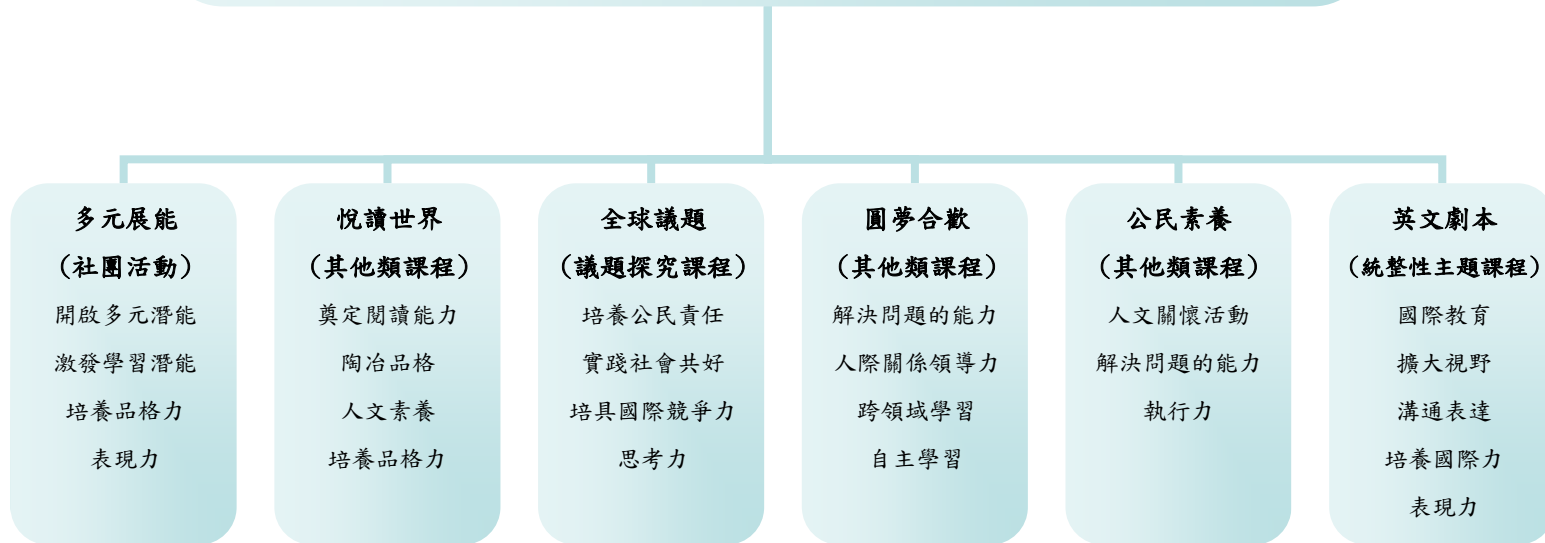 多元展能
(社團活動)
開啟多元潛能
激發學習潛能
培養品格力
表現力
悅讀世界
(其他類課程)
奠定閱讀能力
陶冶品格
人文素養
培養品格力
全球議題
(議題探究課程)
培養公民責任
實踐社會共好
培具國際競爭力
思考力
圓夢合歡
(其他類課程)
解決問題的能力
人際關係領導力
跨領域學習
自主學習
公民素養
(其他類課程)
人文關懷活動
解決問題的能力
執行力
英文劇本
(統整性主題課程)
國際教育
擴大視野
溝通表達
培養國際力
表現力